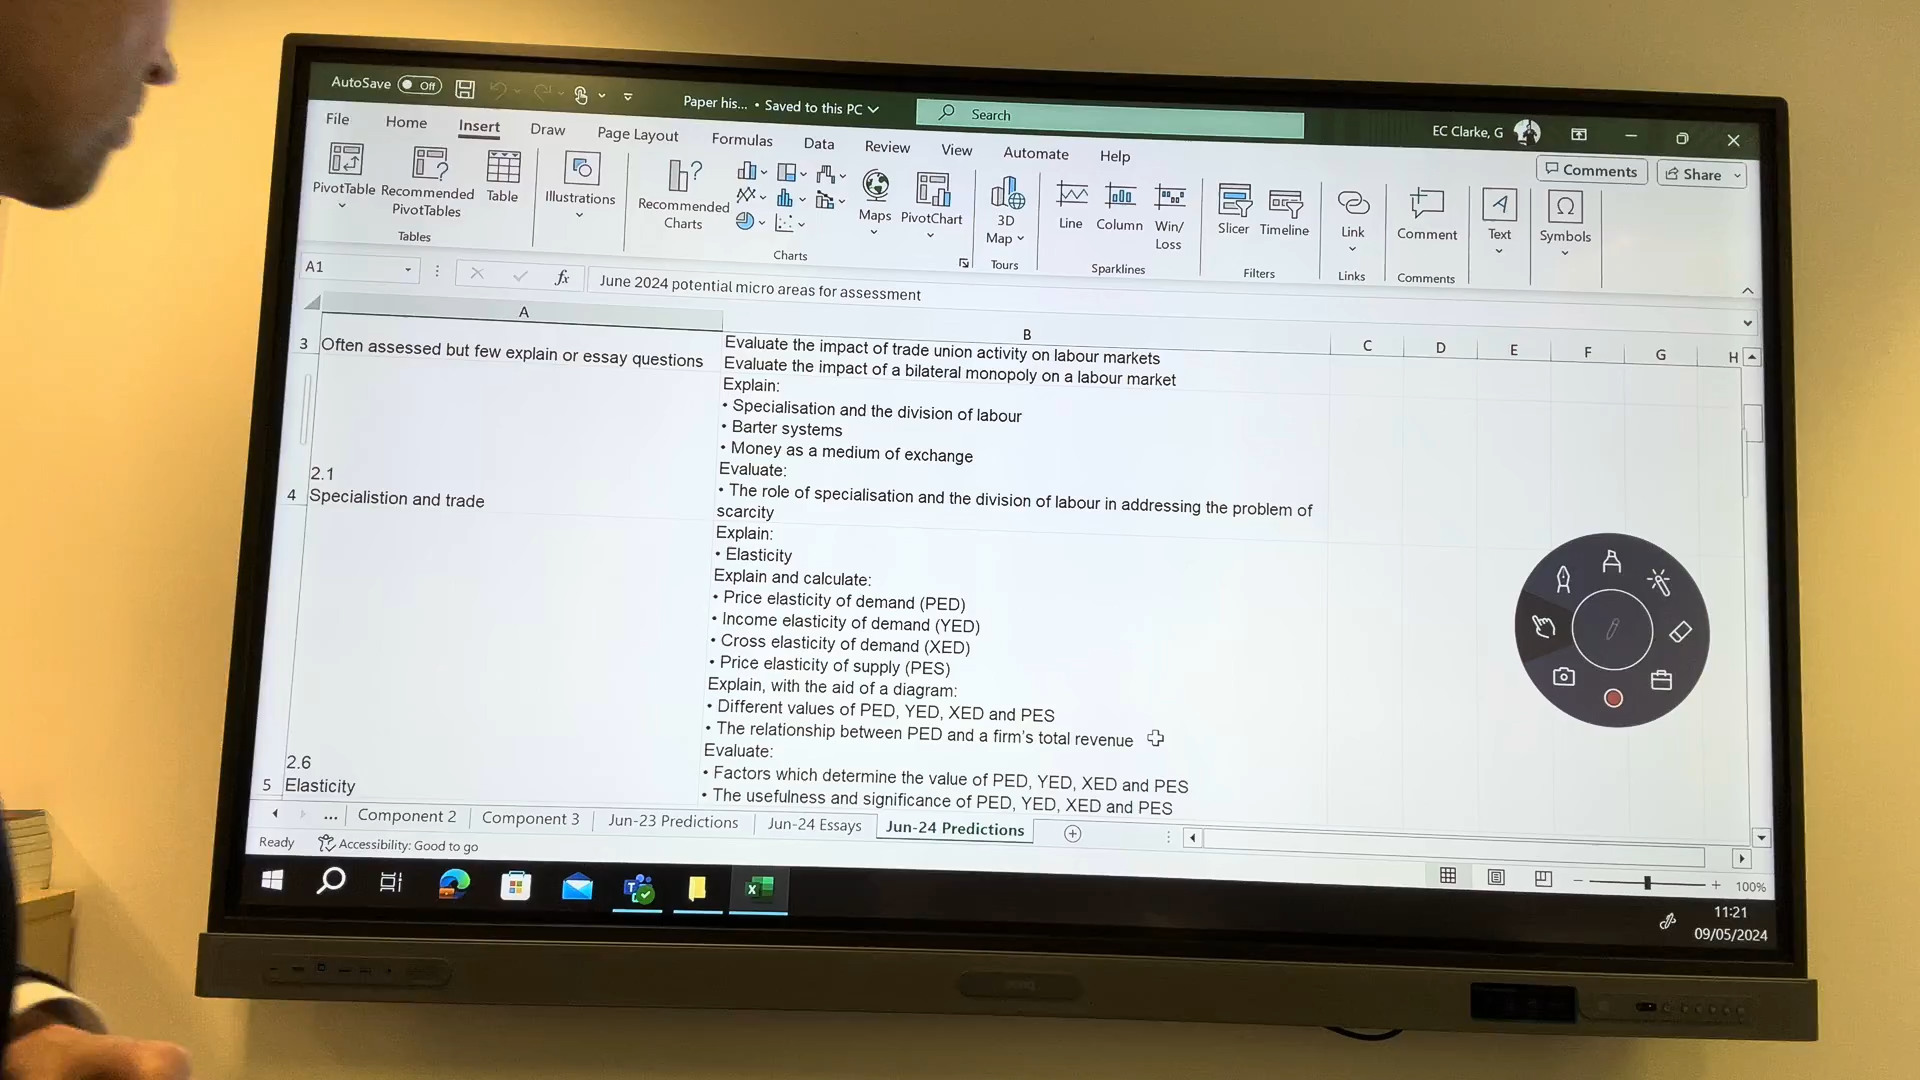 AutoSave Off Paper his... • Saved to this PC Search EC Clarke, G
File Home Insert Draw Page Layout Formulas Data Review View Automate Help Comments Share
PivotTable Recommended PivotTables Table Illustrations Recommended Charts Maps PivotChart 3D Map Line Column Win/ Loss Slicer Timeline Link Comment Text Symbols
Tables Charts Tours Sparklines Filters Links Comments
A1 fx June 2024 potential micro areas for assessment
A B C D E F G H
3 Often assessed but few explain or essay questions
Evaluate the impact of trade union activity on labour markets
Evaluate the impact of a bilateral monopoly on a labour market
Explain:
• Specialisation and the division of labour
• Barter systems
• Money as a medium of exchange
Evaluate:
• The role of specialisation and the division of labour in addressing the problem of
scarcity
2.1
4 Specialistion and trade
Explain:
• Elasticity
Explain and calculate:
• Price elasticity of demand (PED)
• Income elasticity of demand (YED)
• Cross elasticity of demand (XED)
• Price elasticity of supply (PES)
Explain, with the aid of a diagram:
• Different values of PED, YED, XED and PES
• The relationship between PED and a firm's total revenue
Evaluate:
• Factors which determine the value of PED, YED, XED and PES
• The usefulness and significance of PED, YED, XED and PES
2.6
5 Elasticity
... Component 2 Component 3 Jun-23 Predictions Jun-24 Essays Jun-24 Predictions
Ready Accessibility: Good to go
100%
11:21
09/05/2024